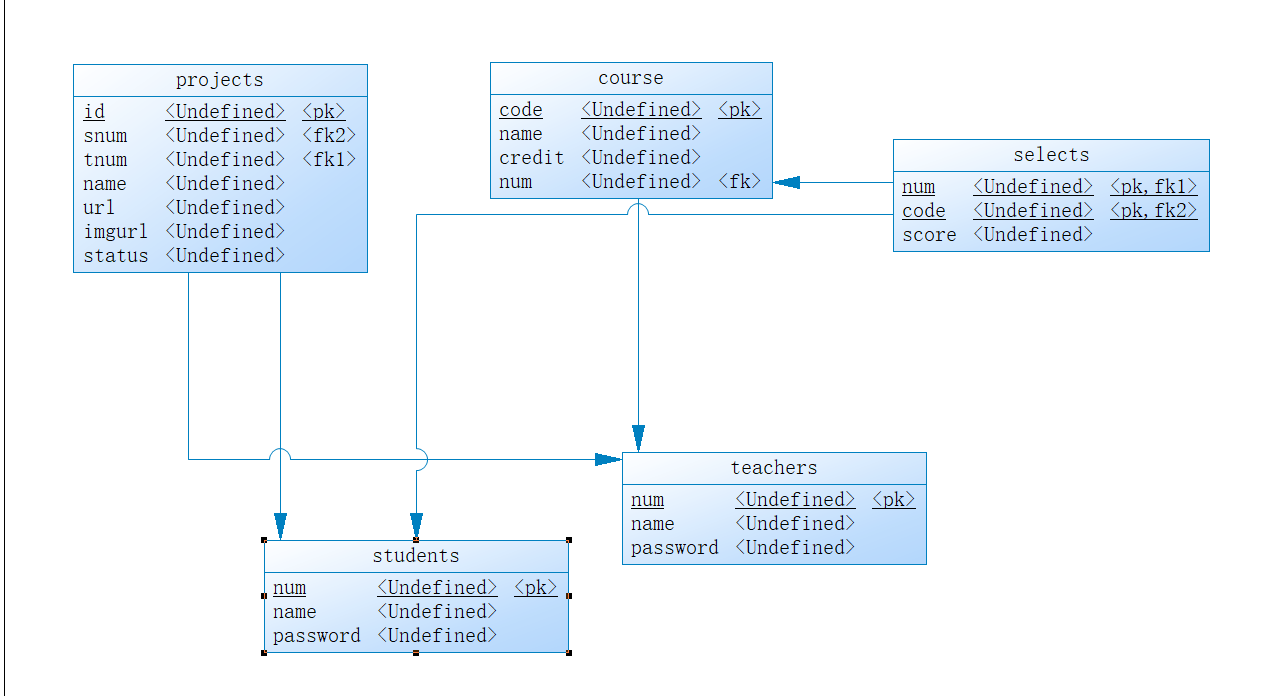 projects
id <Undefined> <pk>
snum <Undefined> <fk2>
tnum <Undefined> <fk1>
name <Undefined>
url <Undefined>
imgurl <Undefined>
status <Undefined>
course
code <Undefined> <pk>
name <Undefined>
credit <Undefined>
num <Undefined> <fk>
selects
num <Undefined> <pk,fk1>
code <Undefined> <pk,fk2>
score <Undefined>
teachers
num <Undefined> <pk>
name <Undefined>
password <Undefined>
students
num <Undefined> <pk>
name <Undefined>
password <Undefined>